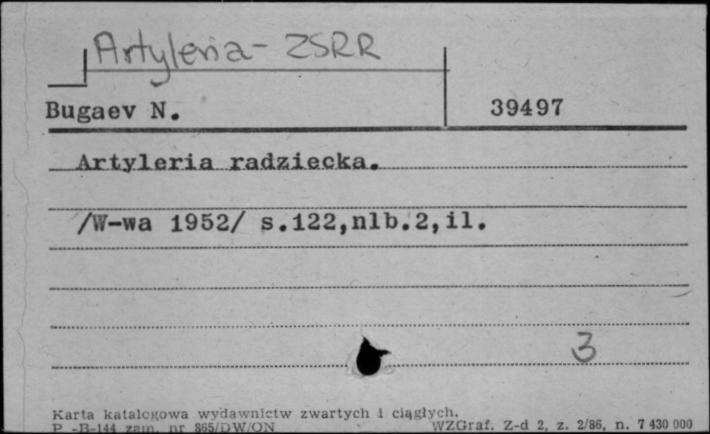 Artyleria - ZSRR
Bugaev N. 39497
Artyleria radziecka.
/W-wa 1952/ s.122,nlb.2,il.
3
Karta katalogowa wydawnictw zwartych i ciągłych.
P -B-144 zam. nr 865/DW/ON WZGraf. Z-d 2, z. 2/86, n. 7 430 000